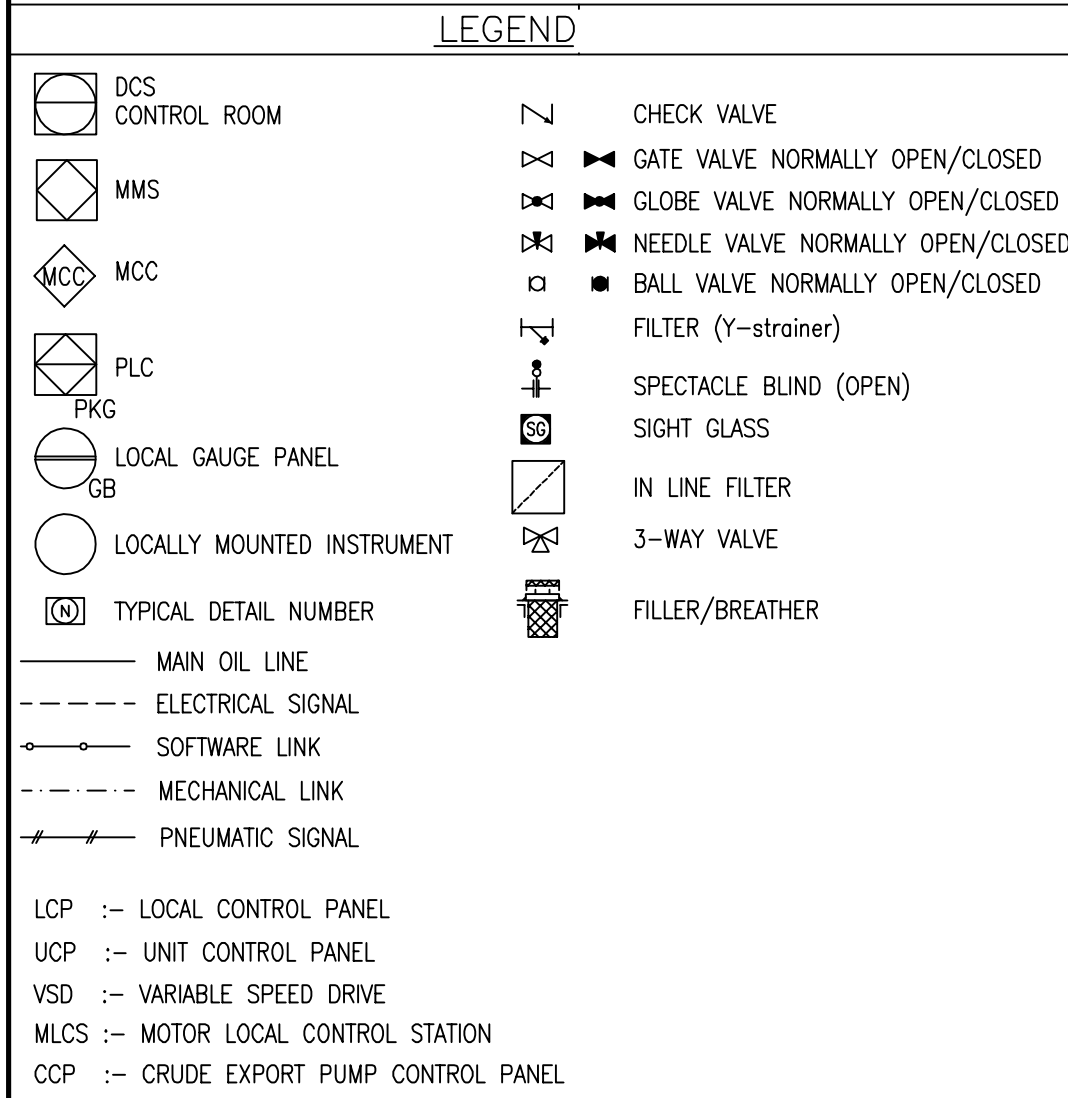 LEGEND
DCS
CONTROL ROOM
MMS
MCC MCC
PLC
PKG
LOCAL GAUGE PANEL
GB
LOCALLY MOUNTED INSTRUMENT
N TYPICAL DETAIL NUMBER
MAIN OIL LINE
ELECTRICAL SIGNAL
SOFTWARE LINK
MECHANICAL LINK
PNEUMATIC SIGNAL
LCP :- LOCAL CONTROL PANEL
UCP :- UNIT CONTROL PANEL
VSD :- VARIABLE SPEED DRIVE
MLCS :- MOTOR LOCAL CONTROL STATION
CCP :- CRUDE EXPORT PUMP CONTROL PANEL
CHECK VALVE
GATE VALVE NORMALLY OPEN/CLOSED
GLOBE VALVE NORMALLY OPEN/CLOSED
NEEDLE VALVE NORMALLY OPEN/CLOSED
BALL VALVE NORMALLY OPEN/CLOSED
FILTER (Y-strainer)
SPECTACLE BLIND (OPEN)
SG SIGHT GLASS
IN LINE FILTER
3-WAY VALVE
FILLER/BREATHER